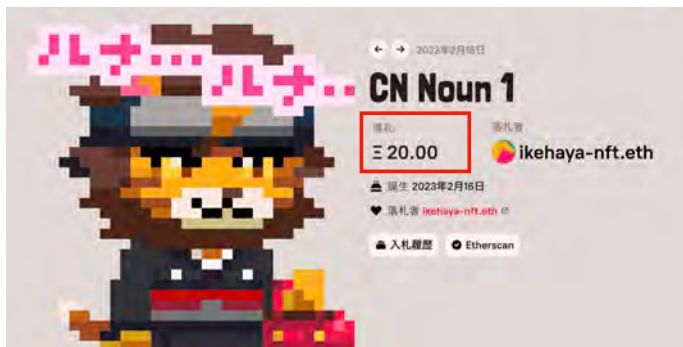 ルナ...
ルナ...
← → 2023年2月16日
CN Noun 1
落札
Ξ 20.00
落札者
ikehaya-nft.eth
誕生 2023年2月16日
落札者 ikehaya-nft.eth
入札履歴
Etherscan